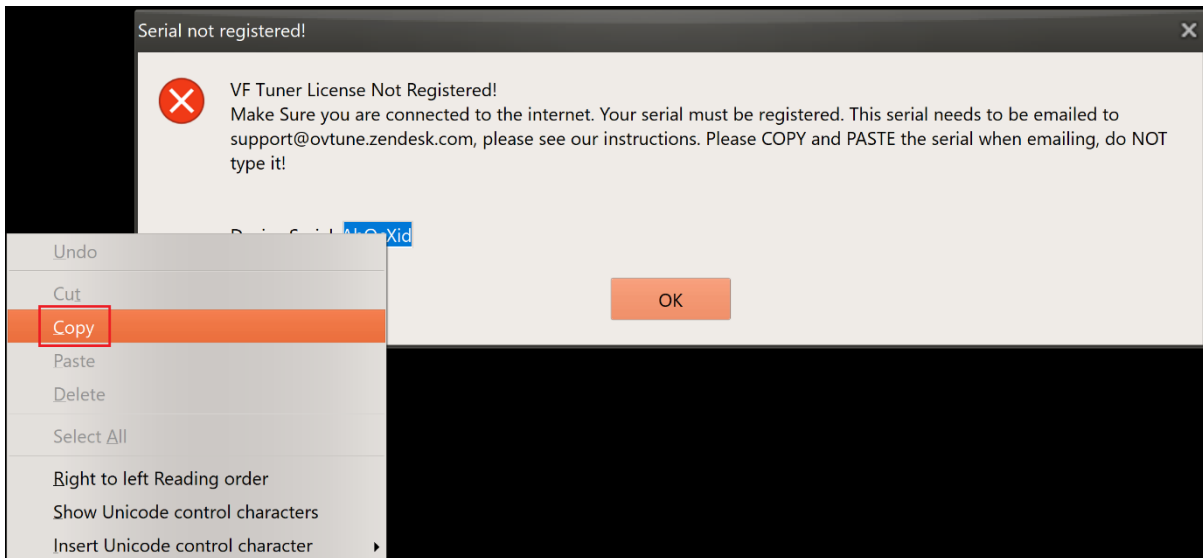 Serial not registered!
VF Tuner License Not Registered!
Make Sure you are connected to the internet. Your serial must be registered. This serial needs to be emailed to
support@ovtune.zendesk.com, please see our instructions. Please COPY and PASTE the serial when emailing, do NOT
type it!
OK
Undo
Cut
Copy
Paste
Delete
Select All
Right to left Reading order
Show Unicode control characters
Insert Unicode control character